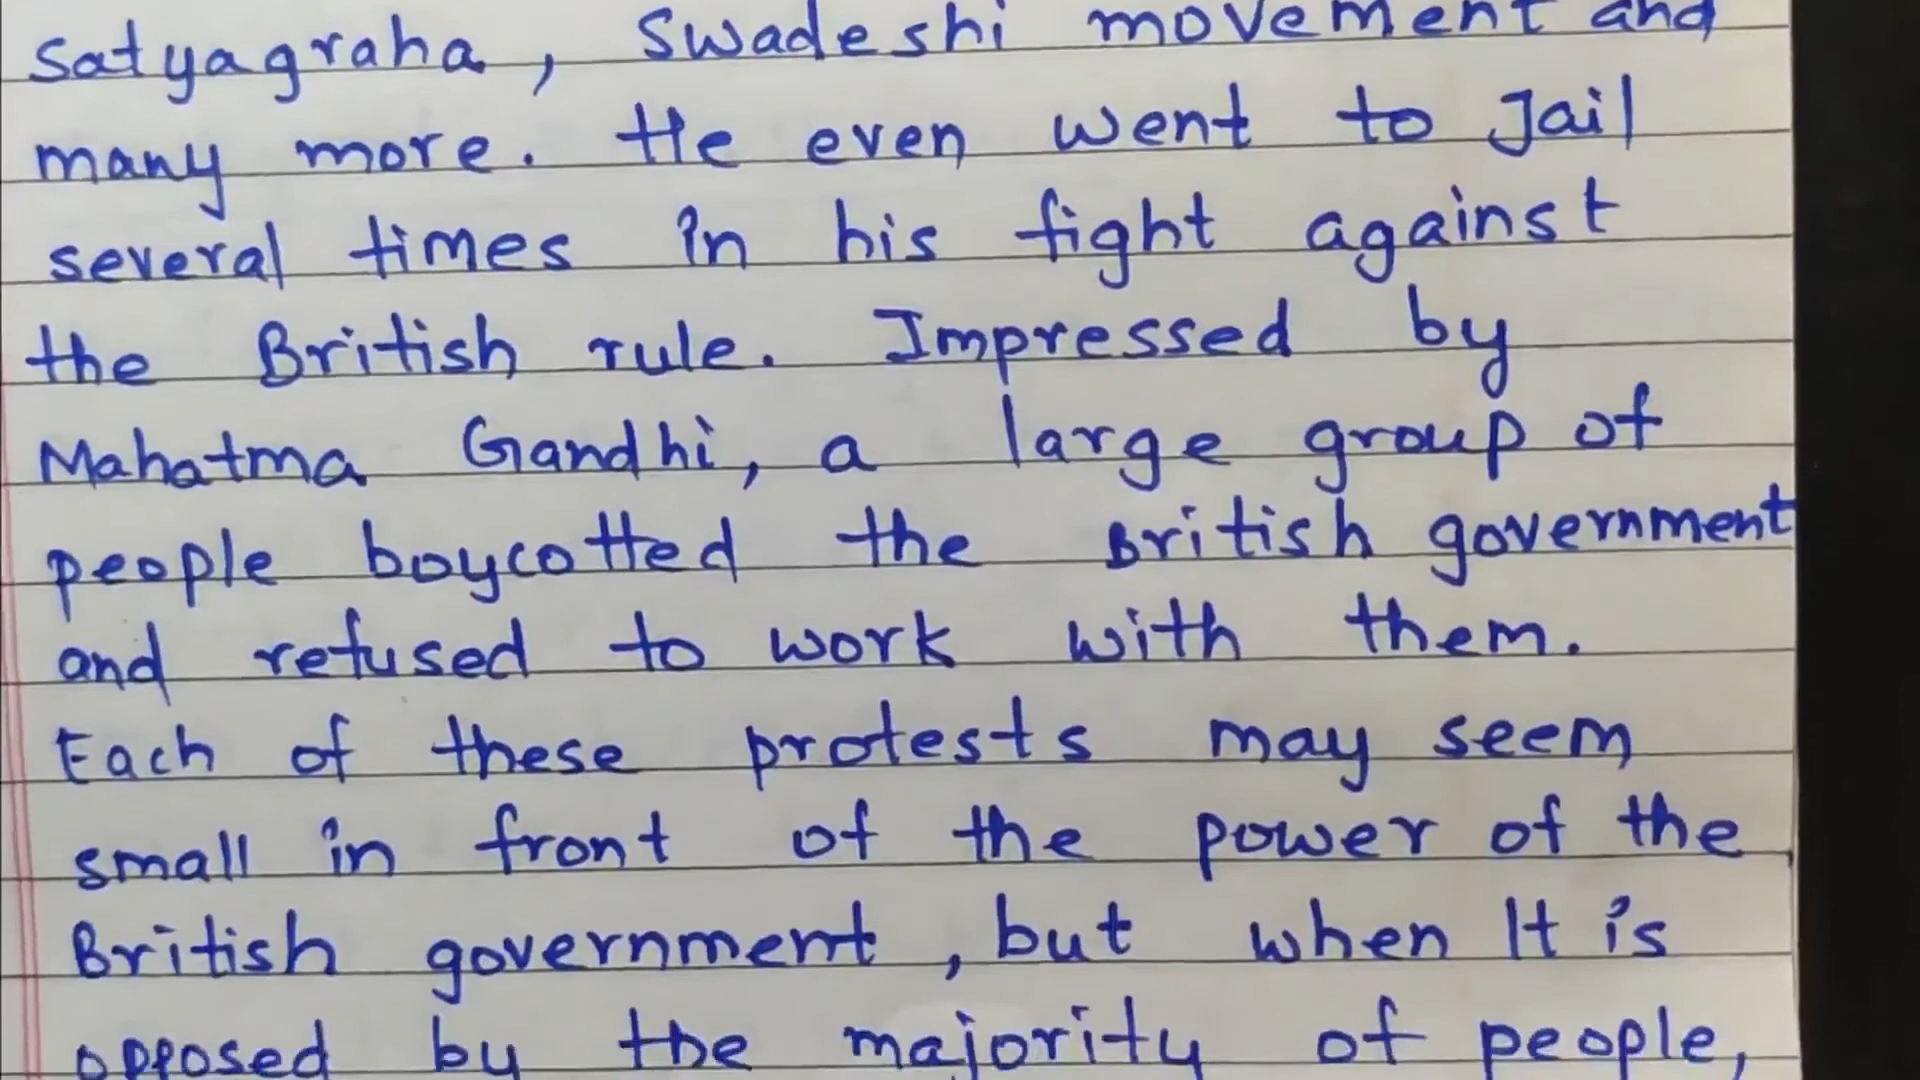 Satyagraha, Swadeshi movement and
many more. He even went to Jail
several times in his fight against
the British rule. Impressed by
Mahatma Gandhi, a large group of
people boycotted the British government
and refused to work with them.
Each of these protests may seem
small in front of the power of the
British government, but when It is
opposed by the majority of people,